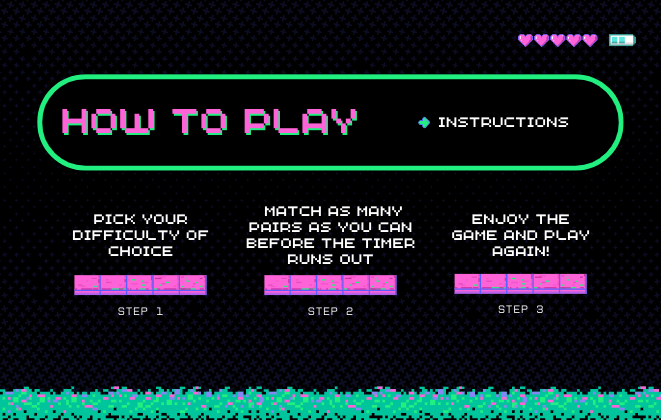 HOW TO PLAY
INSTRUCTIONS
PICK YOUR
DIFFICULTY OF
CHOICE
STEP 1
MATCH AS MANY
PAIRS AS YOU CAN
BEFORE THE TIMER
RUNS OUT
STEP 2
ENJOY THE
GAME AND PLAY
AGAIN!
STEP 3